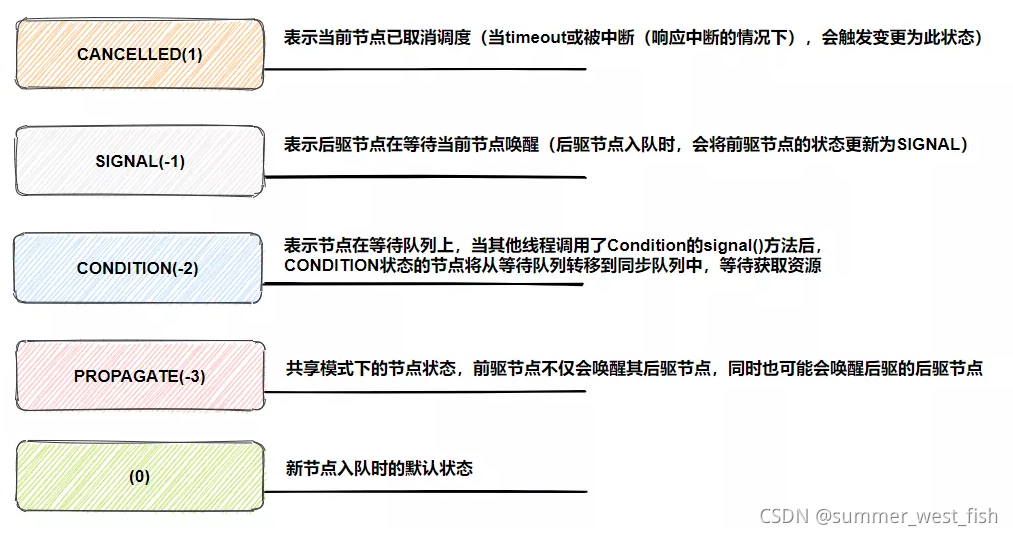 CANCELLED(1)
表示当前节点已取消调度（当timeout或被中断（响应中断的情况下），会触发变更为此状态）
SIGNAL(-1)
表示后驱节点在等待当前节点唤醒（后驱节点入队时，会将前驱节点的状态更新为SIGNAL）
CONDITION(-2)
表示节点在等待队列上，当其他线程调用了Condition的signal()方法后，
CONDITION状态的节点将从等待队列转移到同步队列中，等待获取资源
PROPAGATE(-3)
共享模式下的节点状态，前驱节点不仅会唤醒其后驱节点，同时也可能会唤醒后驱的后驱节点
(0)
新节点入队时的默认状态
CSDN @summer_west_fish